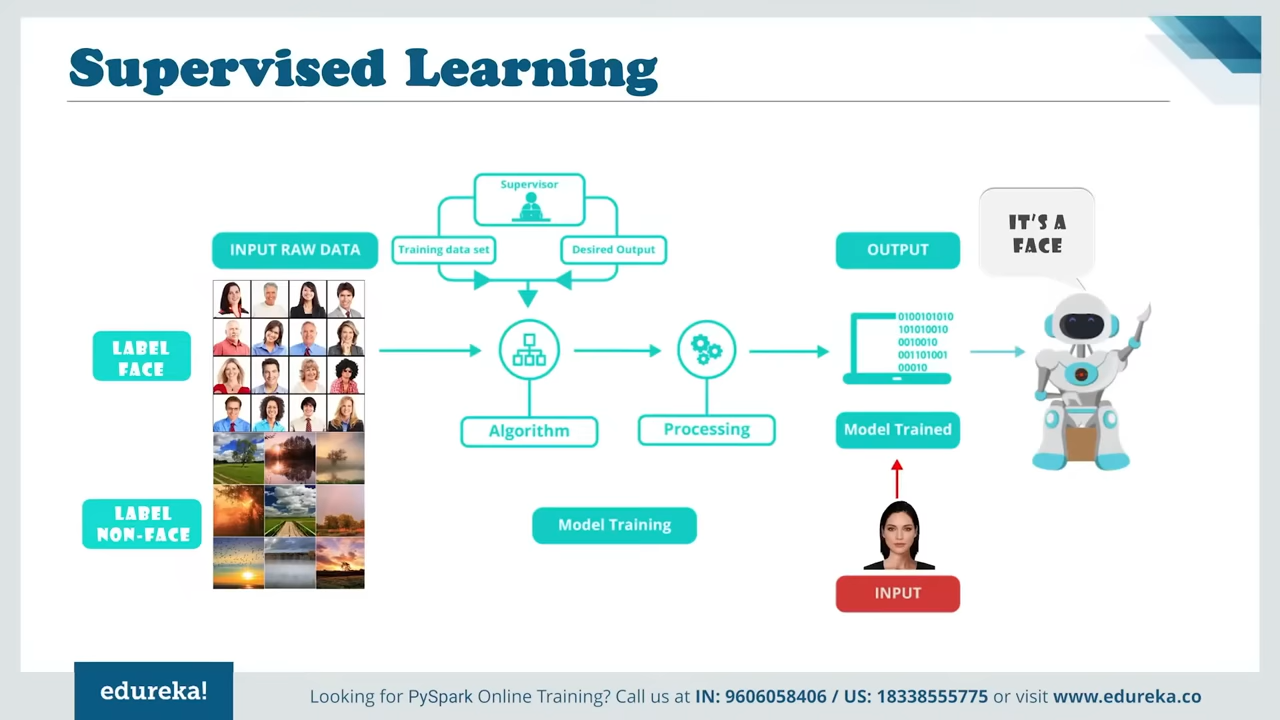 Supervised Learning
Supervisor
INPUT RAW DATA
Training data set
Desired Output
OUTPUT
IT'S A
FACE
LABEL
FACE
0100101010
101010010
0010010
001101001
00010
Algorithm
Processing
Model Trained
LABEL
NON-FACE
Model Training
INPUT
edureka!
Looking for PySpark Online Training? Call us at IN: 9606058406 / US: 18338555775 or visit www.edureka.co